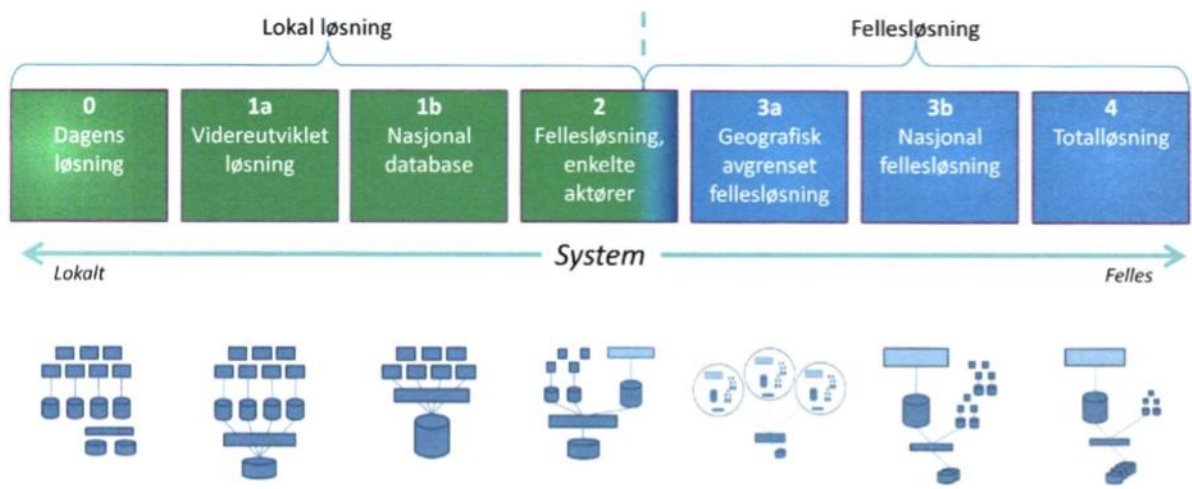 Lokal løsning
Fellesløsning
0
Dagens
løsning
1a
Videreutviklet
løsning
1b
Nasjonal
database
2
Fellesløsning,
enkelte
aktører
3a
Geografisk
avgrenset
fellesløsning
3b
Nasjonal
fellesløsning
4
Totalløsning
System
Lokalt
Felles